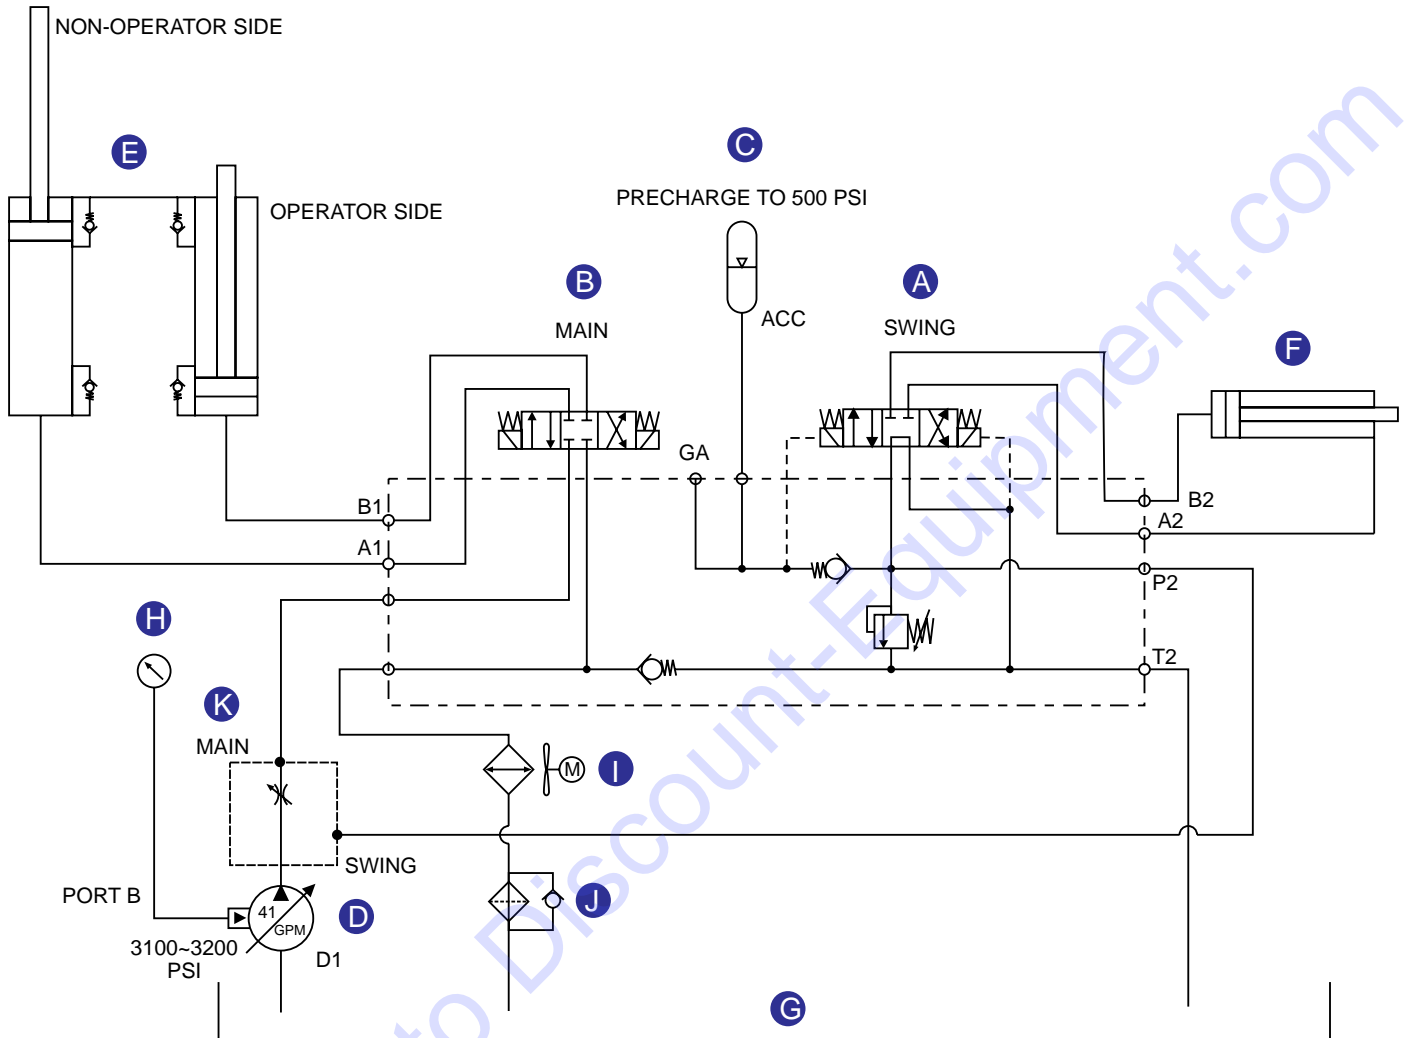 NON-OPERATOR SIDE
E
C
PRECHARGE TO 500 PSI
OPERATOR SIDE
B
A
MAIN
ACC
SWING
F
GA
B1
B2
A2
A1
P2
H
T2
K
MAIN
M
I
SWING
PORT B
41
GPM
D
J
3100~3200
PSI
D1
G
to Discount-Equipment.com